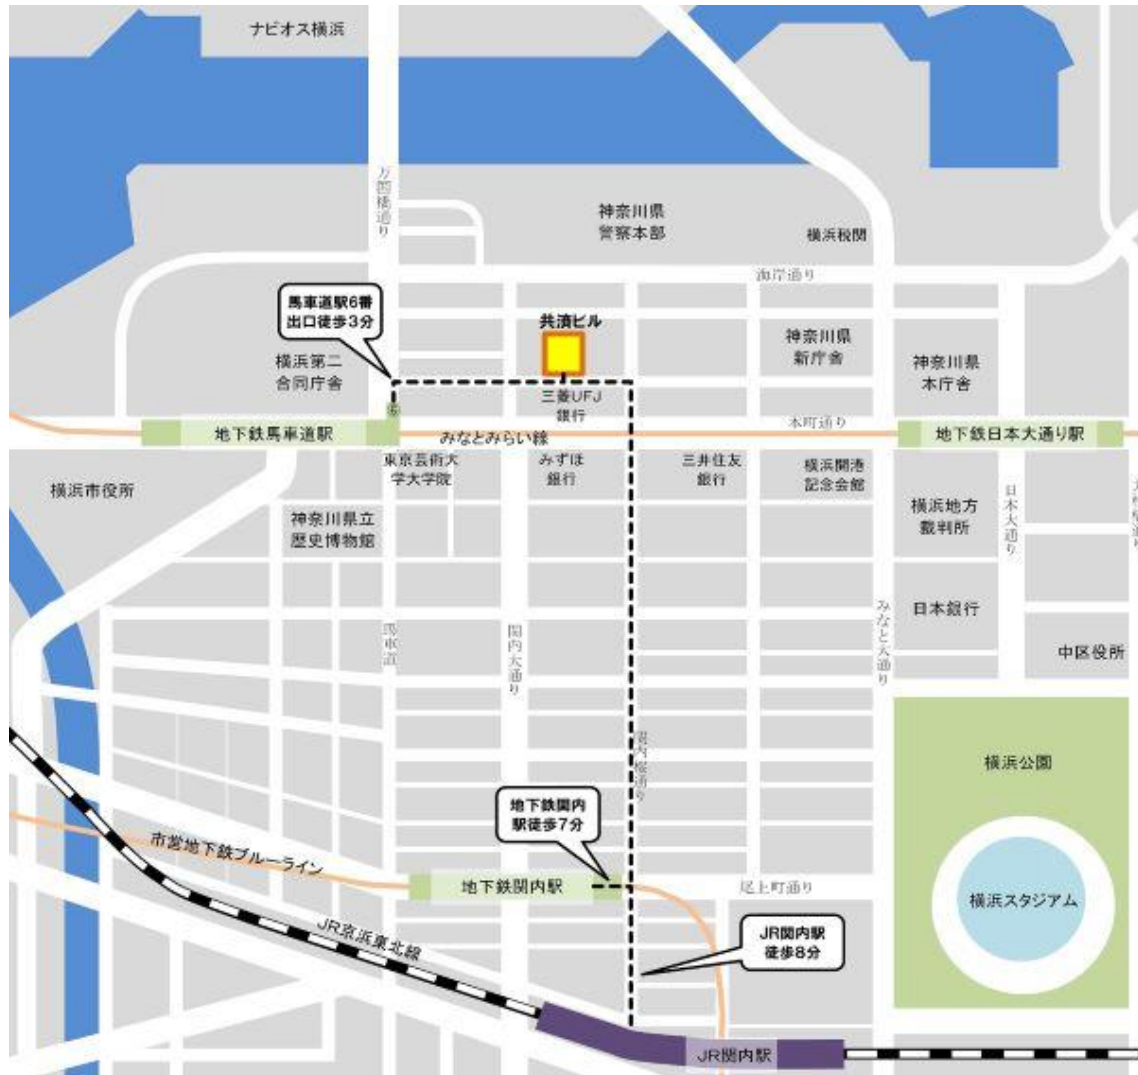 ナビオス横浜
万国橋通り
神奈川県
警察本部
横浜税関
海岸通り
馬車道駅6番
出口徒歩3分
共済ビル
横浜第二
合同庁舎
神奈川県
新庁舎
神奈川県
本庁舎
三菱UFJ
銀行
⑥
本町通り
地下鉄馬車道駅
みなとみらい線
地下鉄日本大通り駅
横浜市役所
東京芸術大
学大学院
みずほ
銀行
三井住友
銀行
横浜開港
記念会館
日本大通り
神奈川県立
歴史博物館
横浜地方
裁判所
日本銀行
馬車道
関内大通り
みなと大通り
中区役所
関内桜通り
横浜公園
地下鉄関内
駅徒歩7分
市営地下鉄ブルーライン
地下鉄関内駅
尾上町通り
横浜スタジアム
JR京浜東北線
JR関内駅
徒歩8分
JR関内駅